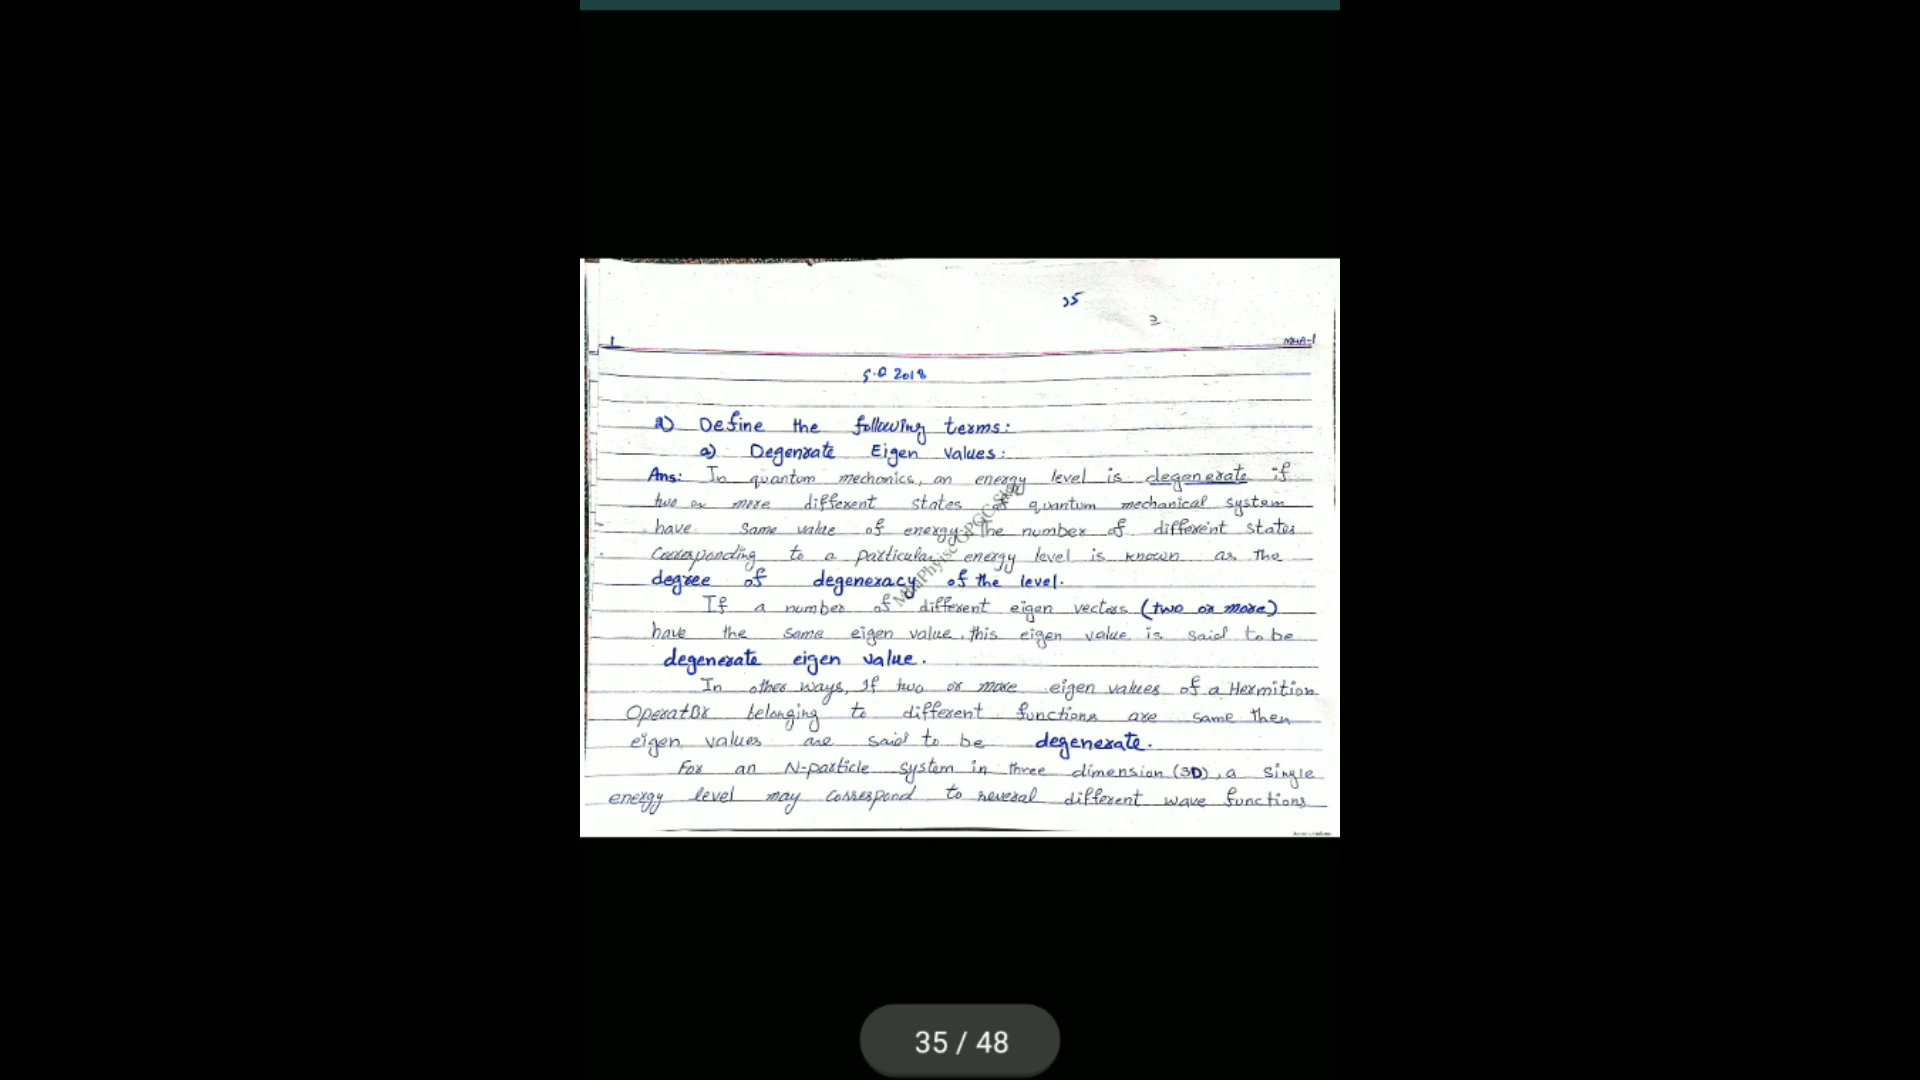 35
2
MHA-1
S.Q 2018
2) Define the following terms:
a) Degenrate Eigen values:
Ans: In quantum mechanics, an energy level is degenerate if
two or more different states of quantum mechanical system
have same value of energy. The number of different states
Corresponding to a particular energy level is known as the
degree of degeneracy of the level.
If a number of different eigen vectors (two or more)
have the same eigen value, this eigen value is said to be
degenerate eigen value.
In other ways, If two or more eigen values of a Hermition
Operator belonging to different functions are same then
eigen values are said to be degenerate.
For an N-particle system in three dimension (3D), a single
energy level may correspond to several different wave functions
35 / 48